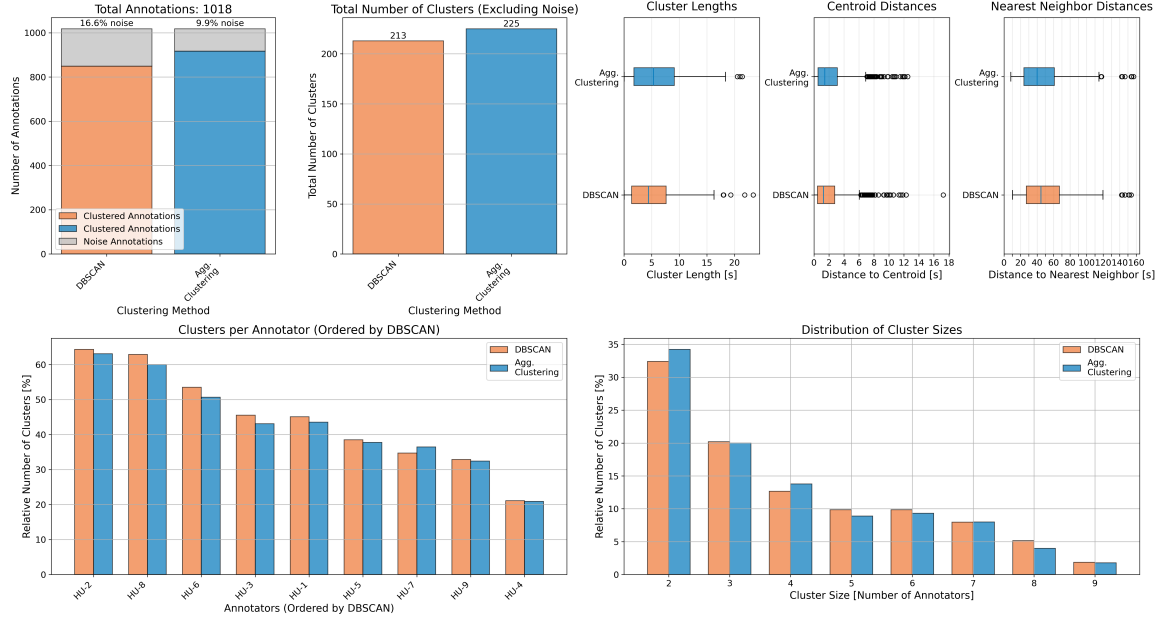 Total Annotations: 1018
16.6% noise
9.9% noise
Number of Annotations
1000
800
600
400
200
0
Clustered Annotations
Clustered Annotations
Noise Annotations
DBSCAN
Agg.
Clustering
Clustering Method
Total Number of Clusters (Excluding Noise)
213
225
Total Number of Clusters
200
150
100
50
0
DBSCAN
Agg.
Clustering
Clustering Method
Cluster Lengths
Agg.
Clustering
DBSCAN
0 5 10 15 20
Cluster Length [s]
Centroid Distances
Agg.
Clustering
DBSCAN
0 2 4 6 8 10 12 14 16 18
Distance to Centroid [s]
Nearest Neighbor Distances
Agg.
Clustering
DBSCAN
0 20 40 60 80 100 120 140 160
Distance to Nearest Neighbor [s]
Clusters per Annotator (Ordered by DBSCAN)
Relative Number of Clusters [%]
60
50
40
30
20
10
0
DBSCAN
Agg.
Clustering
HU-2 HU-8 HU-6 HU-3 HU-1 HU-5 HU-7 HU-9 HU-4
Annotators (Ordered by DBSCAN)
Distribution of Cluster Sizes
Relative Number of Clusters [%]
35
30
25
20
15
10
5
0
DBSCAN
Agg.
Clustering
2 3 4 5 6 7 8 9
Cluster Size [Number of Annotators]